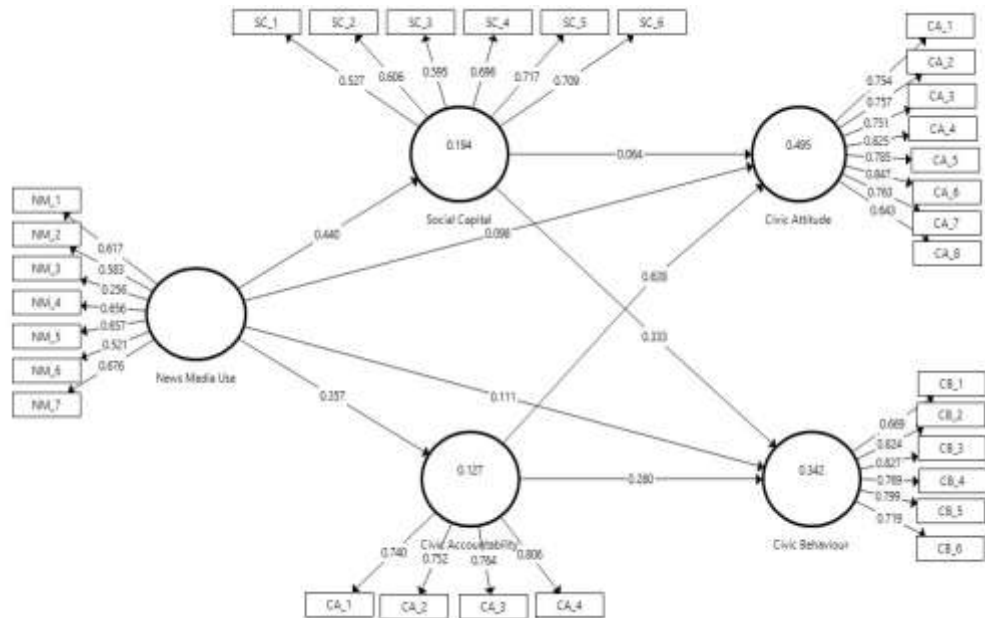 SC_1
SC_2
SC_3
SC_4
SC_5
SC_6
0.527
0.606
0.595
0.696
0.717
0.709
0.194
Social Capital
CA_1
CA_2
CA_3
CA_4
CA_5
CA_6
CA_7
CA_8
0.754
0.757
0.751
0.825
0.785
0.847
0.763
0.643
0.495
Civic Attitude
NM_1
NM_2
NM_3
NM_4
NM_5
NM_6
NM_7
0.617
0.583
0.256
0.656
0.657
0.521
0.676
News Media Use
0.440
0.064
0.098
0.333
0.111
0.357
0.280
0.127
Civic Accountability
0.740
0.752
0.764
0.806
CA_1
CA_2
CA_3
CA_4
0.342
Civic Behaviour
0.669
0.824
0.827
0.769
0.799
0.719
CB_1
CB_2
CB_3
CB_4
CB_5
CB_6